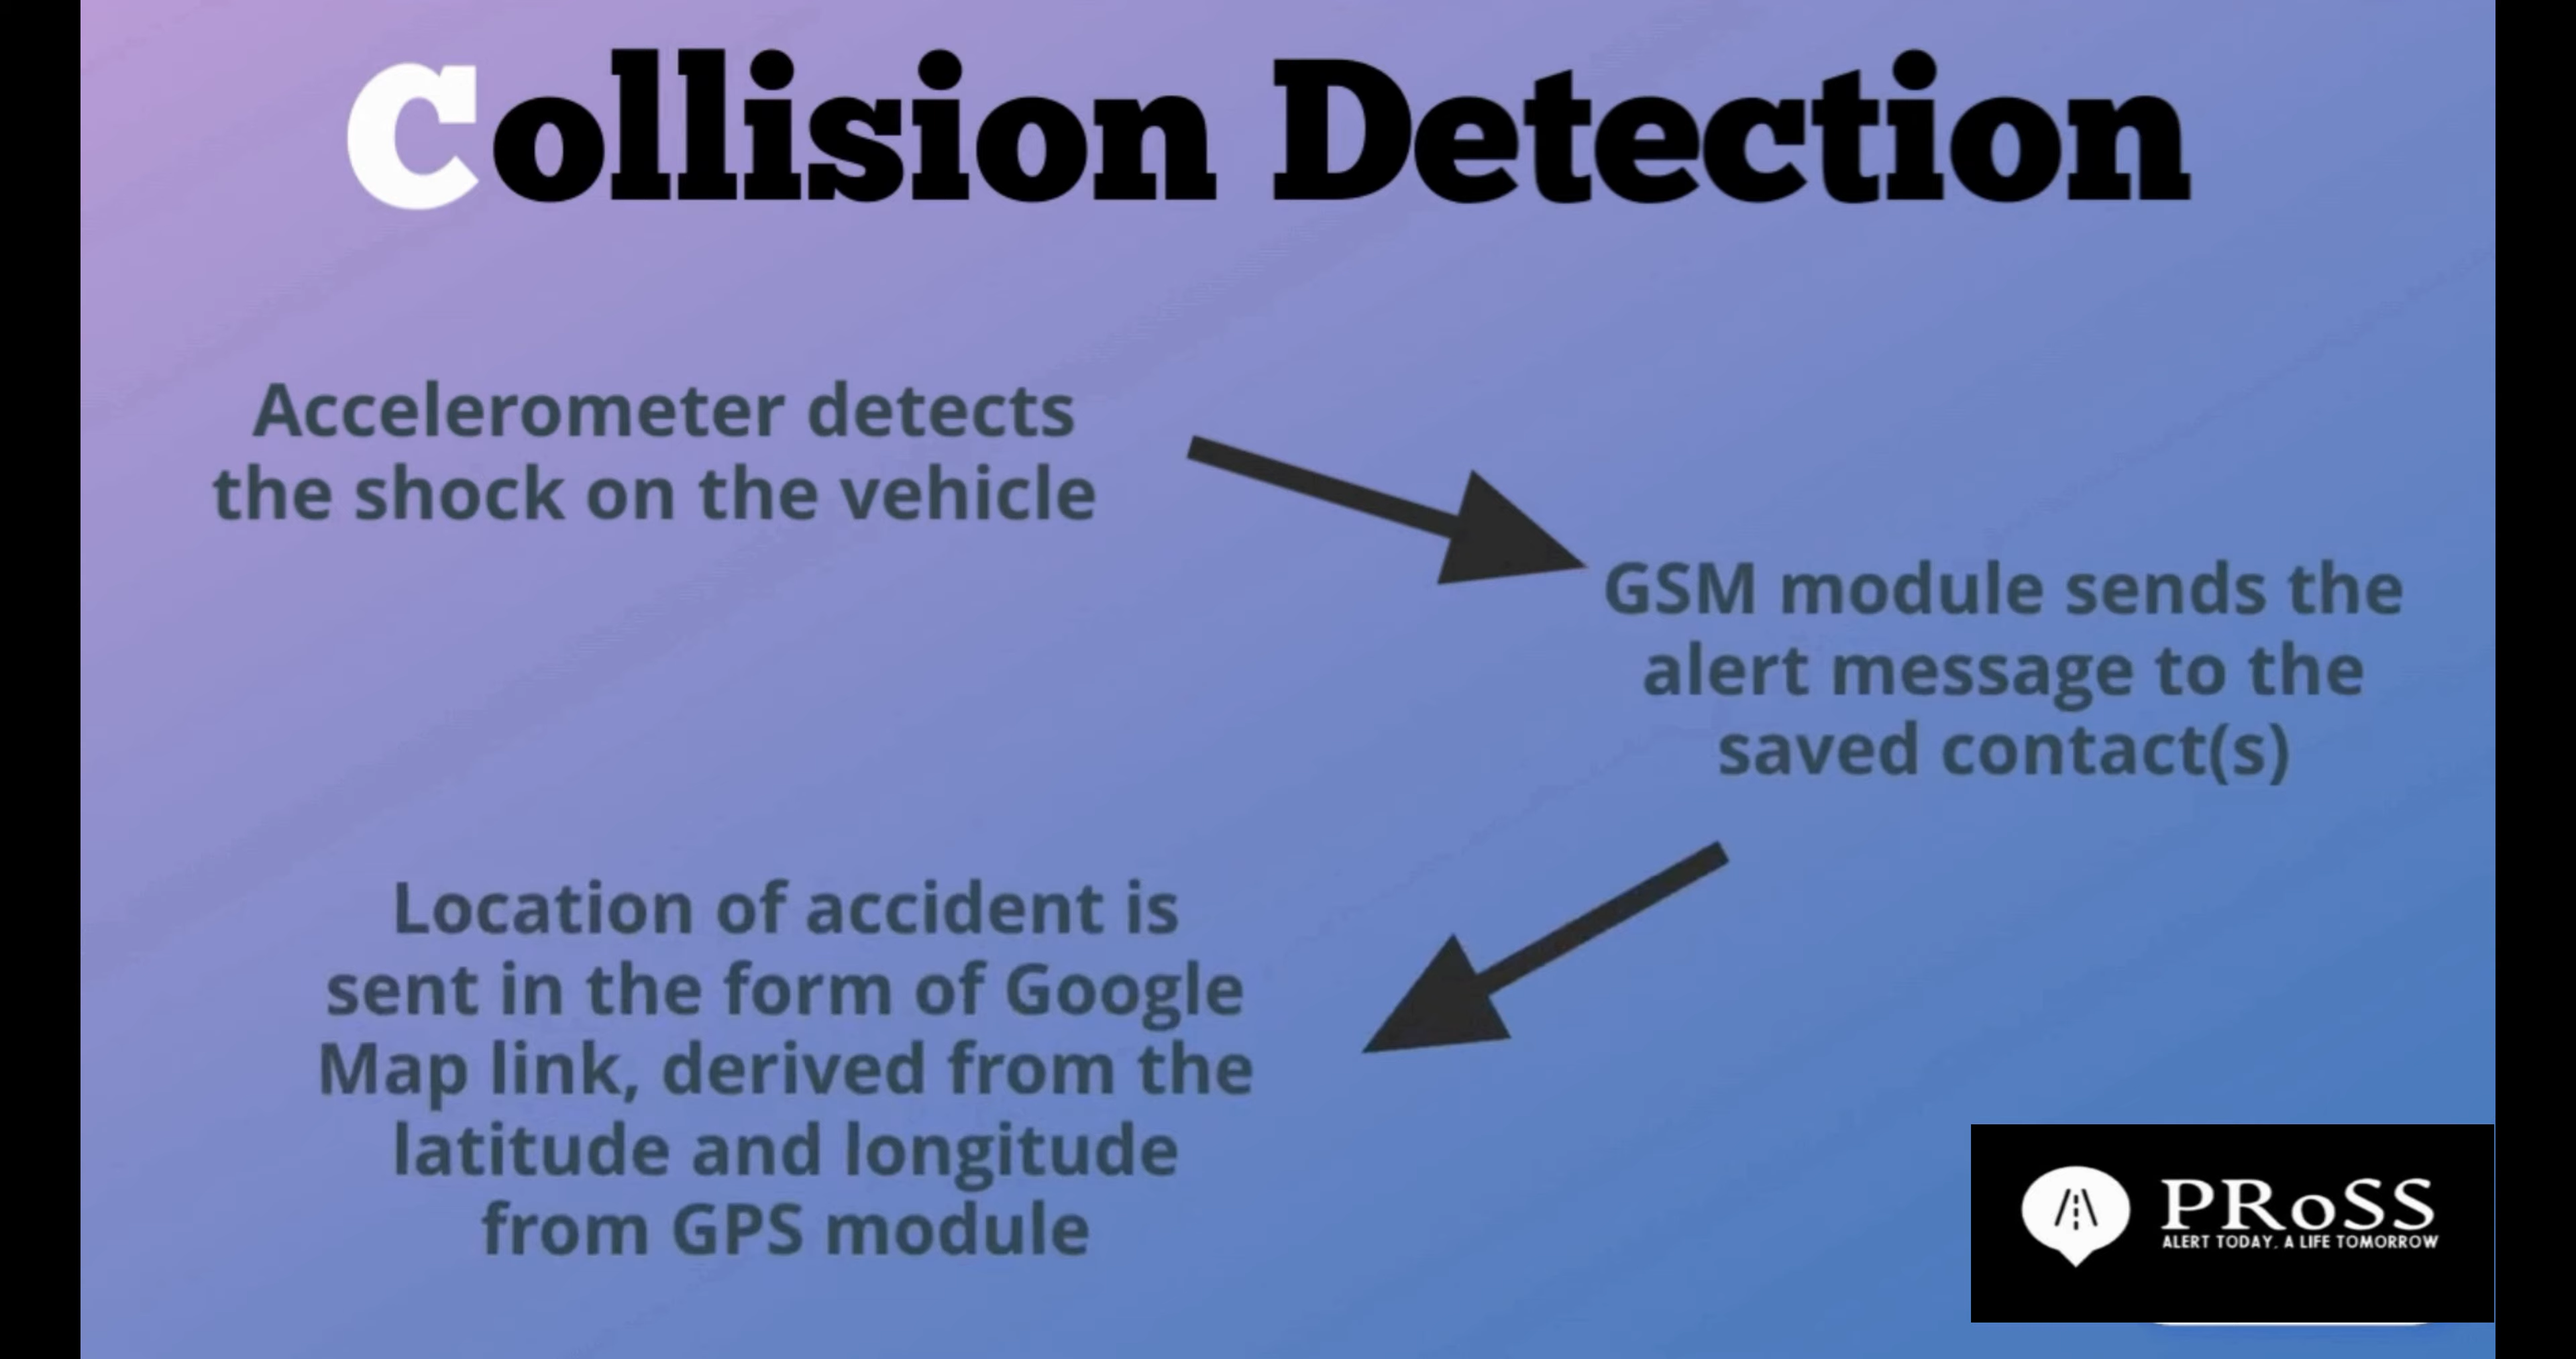 Collision Detection
Accelerometer detects
the shock on the vehicle
GSM module sends the
alert message to the
saved contact(s)
Location of accident is
sent in the form of Google
Map link, derived from the
latitude and longitude
from GPS module
PRoSS
ALERT TODAY. A LIFE TOMORROW